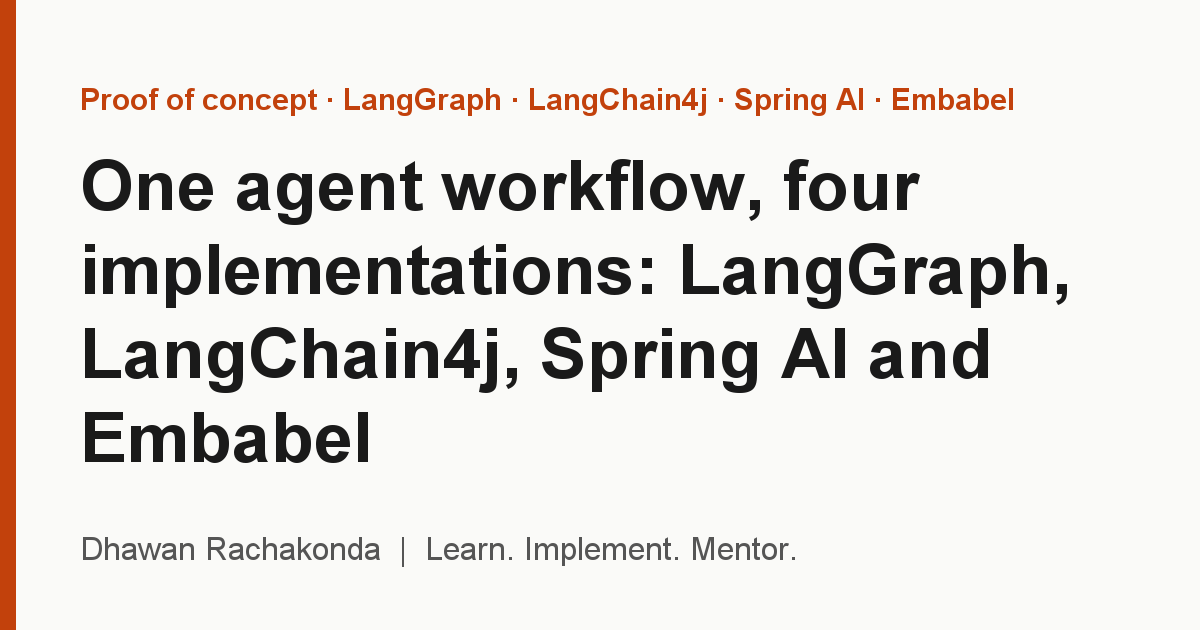 Proof of concept · LangGraph · LangChain4j · Spring AI · Embabel
One agent workflow, four
implementations: LangGraph,
LangChain4j, Spring AI and
Embabel
Dhawan Rachakonda | Learn. Implement. Mentor.